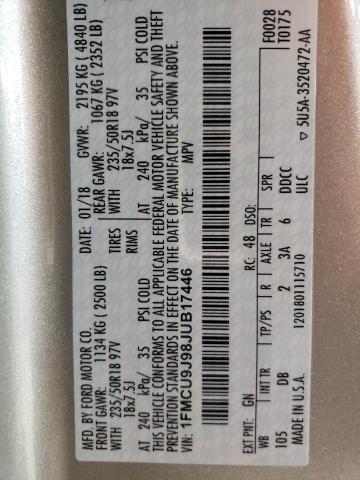 MFD. BY FORD MOTOR CO.
DATE: 01/18 GVWR: 2195 KG ( 4840 LB)
FRONT GAWR: 1134 KG ( 2500 LB) REAR GAWR: 1067 KG ( 2352 LB)
WITH 235/50R18 97V TIRES WITH 235/50R18 97V
18x7.5J RIMS 18x7.5J
AT 240 kPa/ 35 PSI COLD AT 240 kPa/ 35 PSI COLD
THIS VEHICLE CONFORMS TO ALL APPLICABLE FEDERAL MOTOR VEHICLE SAFETY AND THEFT
PREVENTION STANDARDS IN EFFECT ON THE DATE OF MANUFACTURE SHOWN ABOVE.
VIN: 1FMCU9J98JUB17446 TYPE: MPV
F0028
T0175
EXT PNT: GN RC: 48 DSO:
WB INT TR TP/PS R AXLE TR SPR
105 DB 2 3A 6 DDCC
MADE IN U.S.A. 1201801115710 ULC
▽ 5U5A-3520472-AA